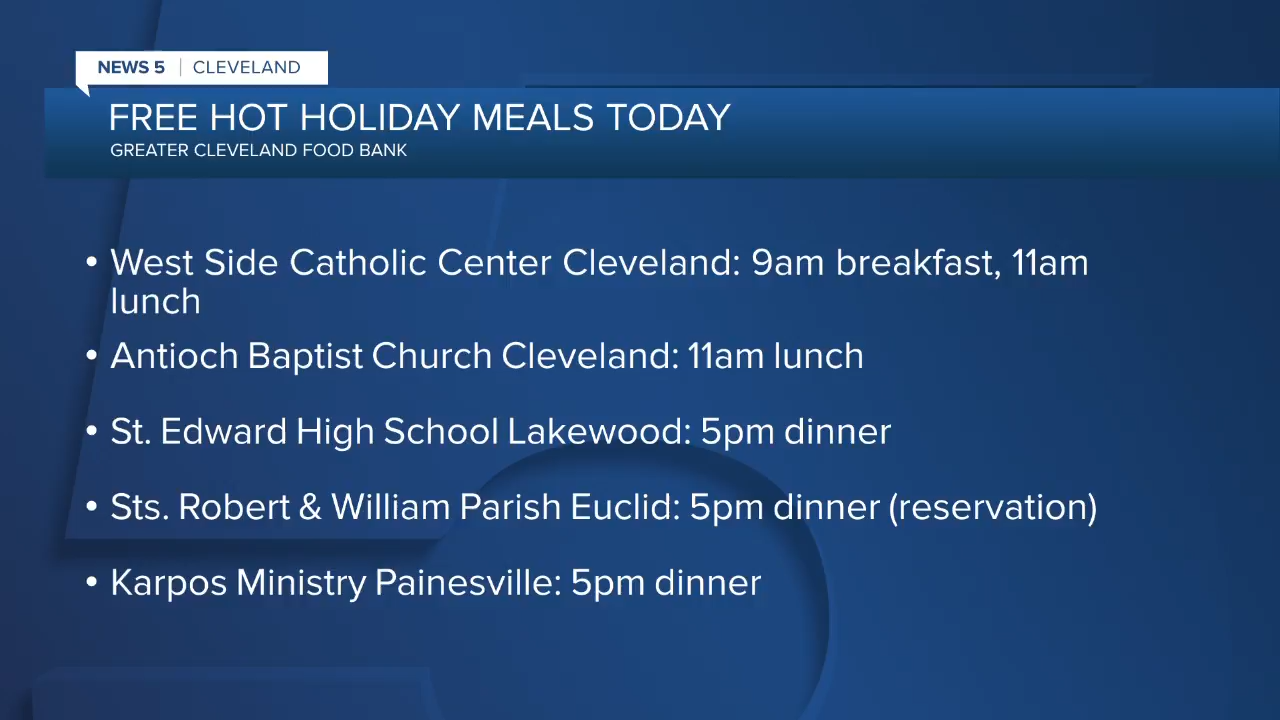 NEWS 5 | CLEVELAND
FREE HOT HOLIDAY MEALS TODAY
GREATER CLEVELAND FOOD BANK
• West Side Catholic Center Cleveland: 9am breakfast, 11am
lunch
• Antioch Baptist Church Cleveland: 11am lunch
• St. Edward High School Lakewood: 5pm dinner
• Sts. Robert & William Parish Euclid: 5pm dinner (reservation)
• Karpos Ministry Painesville: 5pm dinner